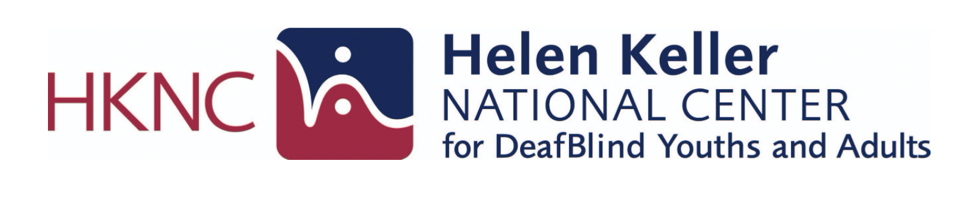 HKNC
Helen Keller
NATIONAL CENTER
for DeafBlind Youths and Adults